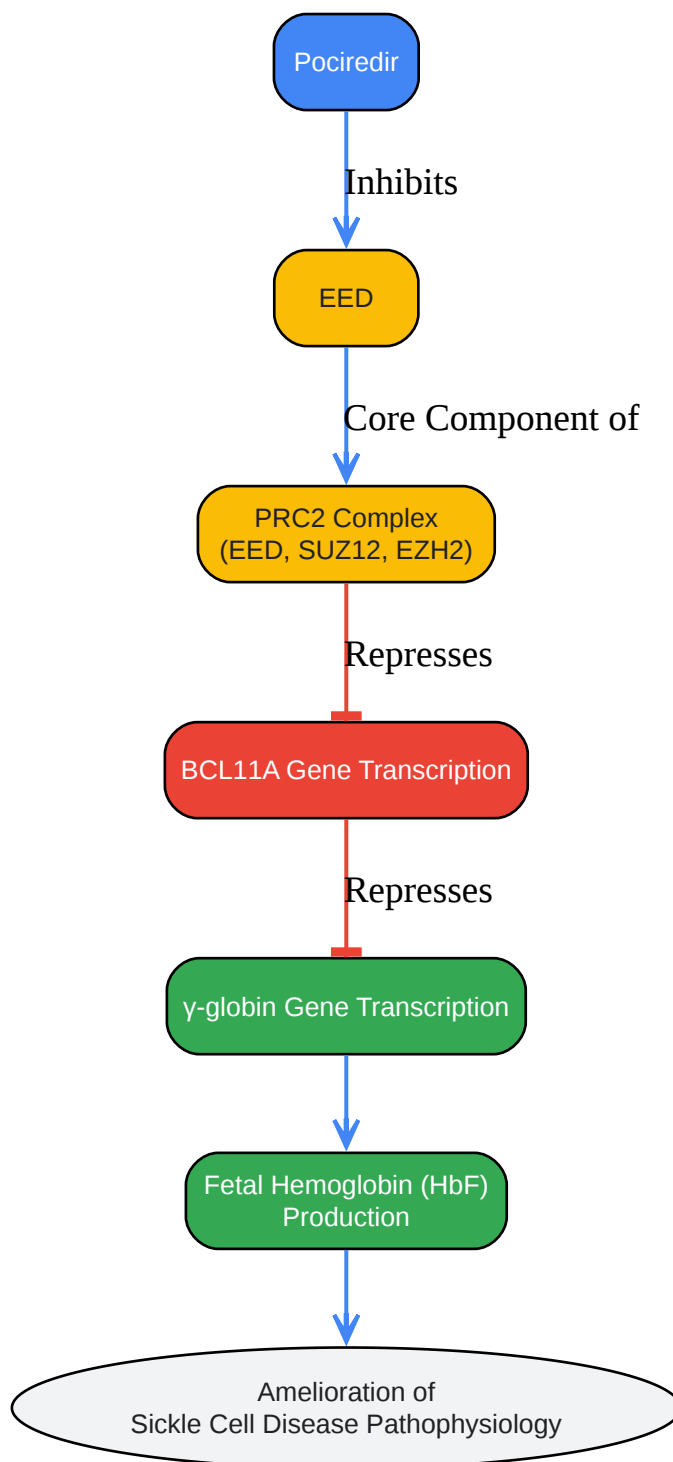 Pociredir
Inhibits
EED
Core Component of
PRC2 Complex
(EED, SUZ12, EZH2)
Represses
BCL11A Gene Transcription
Represses
γ-globin Gene Transcription
Fetal Hemoglobin (HbF)
Production
Amelioration of
Sickle Cell Disease Pathophysiology